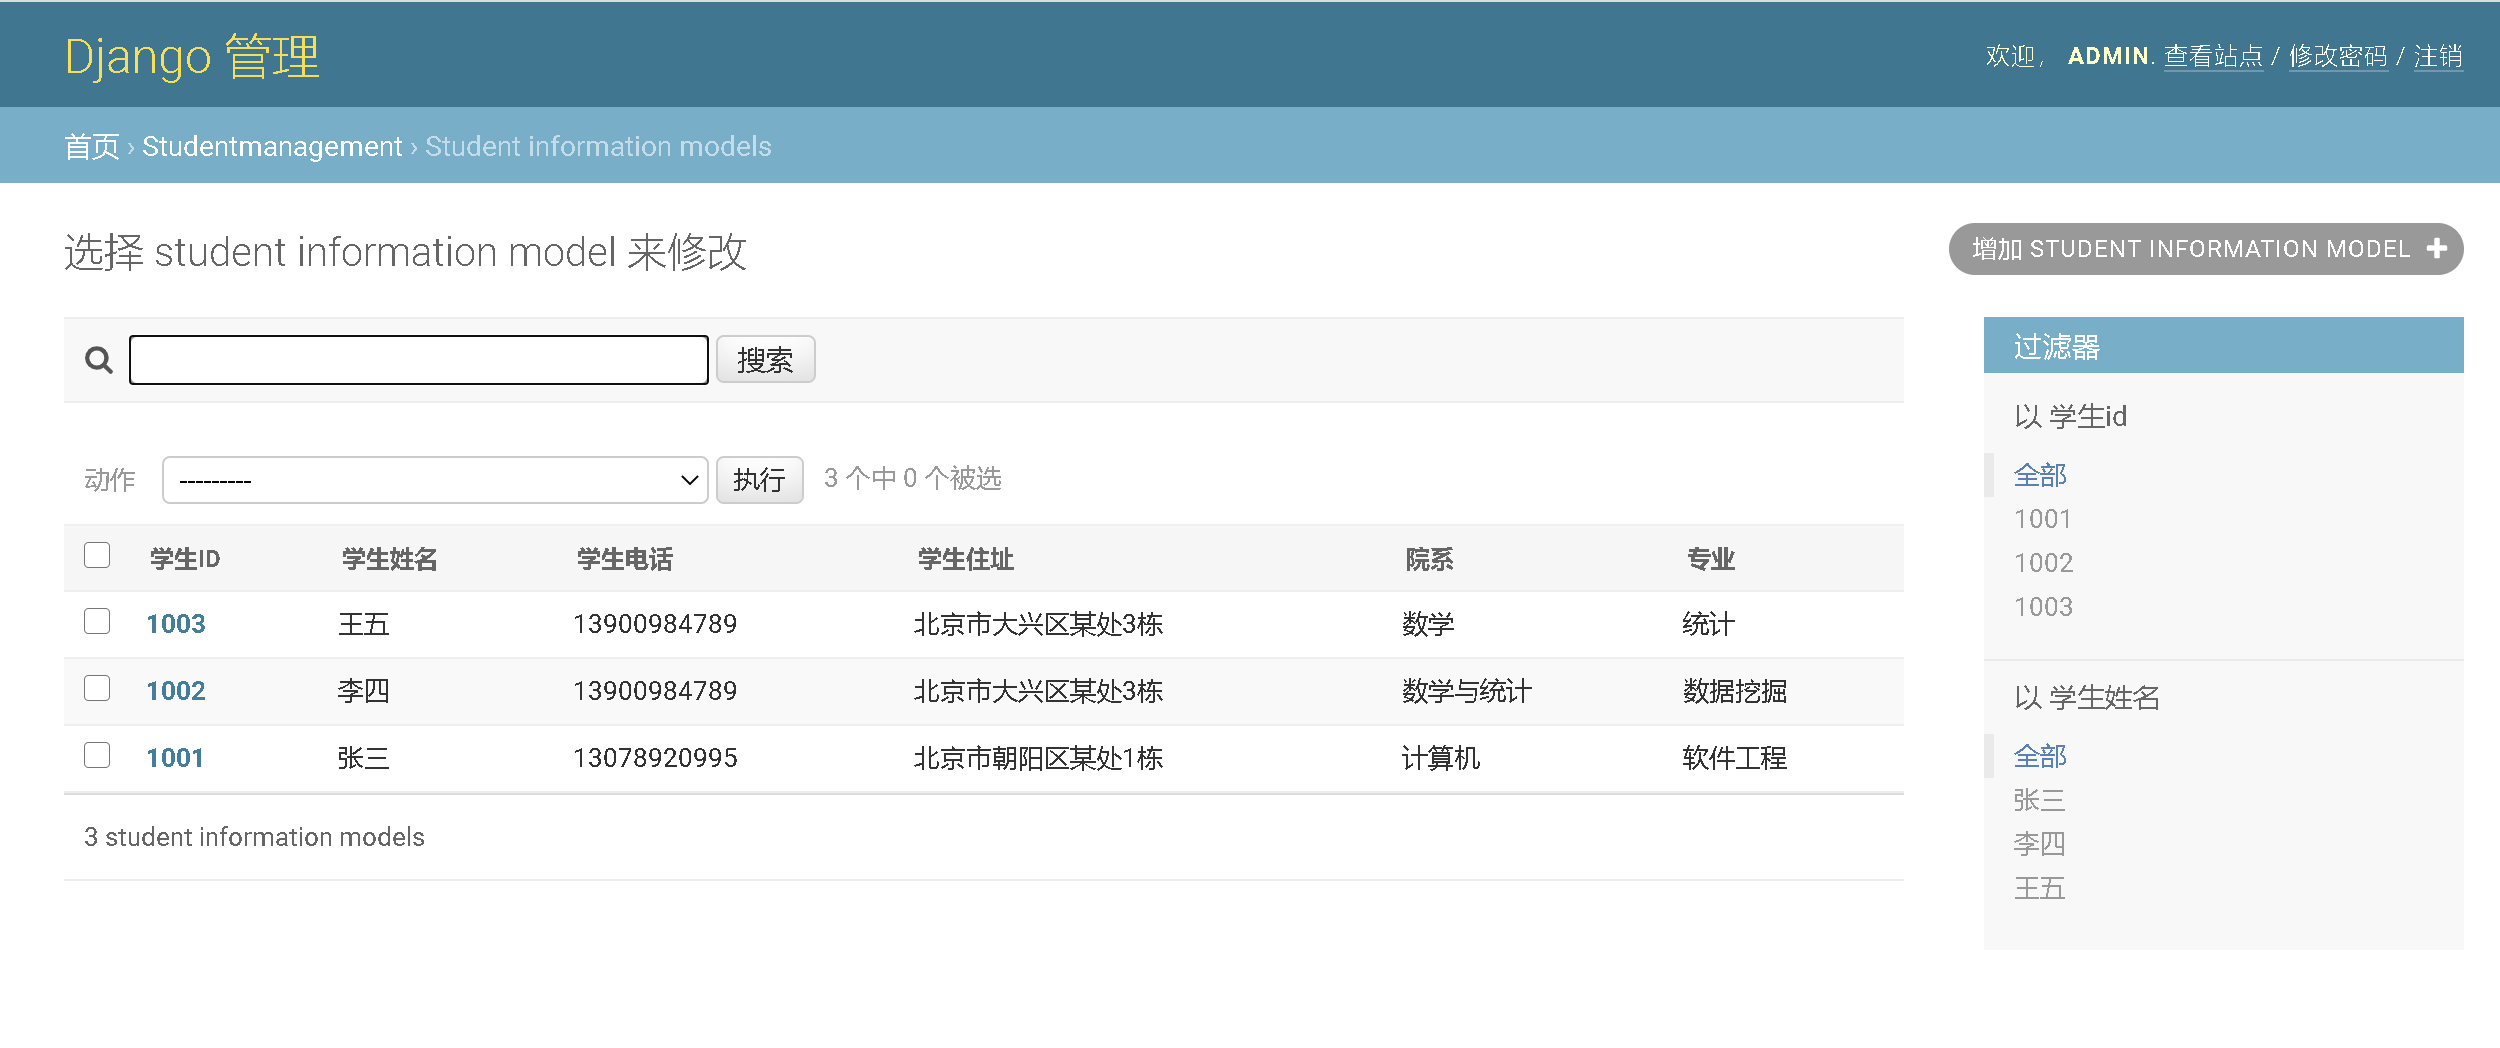 Django 管理
欢迎， ADMIN. 查看站点 / 修改密码 / 注销
首页 › Studentmanagement › Student information models
选择 student information model 来修改
增加 STUDENT INFORMATION MODEL
搜索
动作 --------- 执行 3 个中 0 个被选
学生ID 学生姓名 学生电话 学生住址 院系 专业
1003 王五 13900984789 北京市大兴区某处3栋 数学 统计
1002 李四 13900984789 北京市大兴区某处3栋 数学与统计 数据挖掘
1001 张三 13078920995 北京市朝阳区某处1栋 计算机 软件工程
3 student information models
过滤器
以 学生id
全部
1001
1002
1003
以 学生姓名
全部
张三
李四
王五